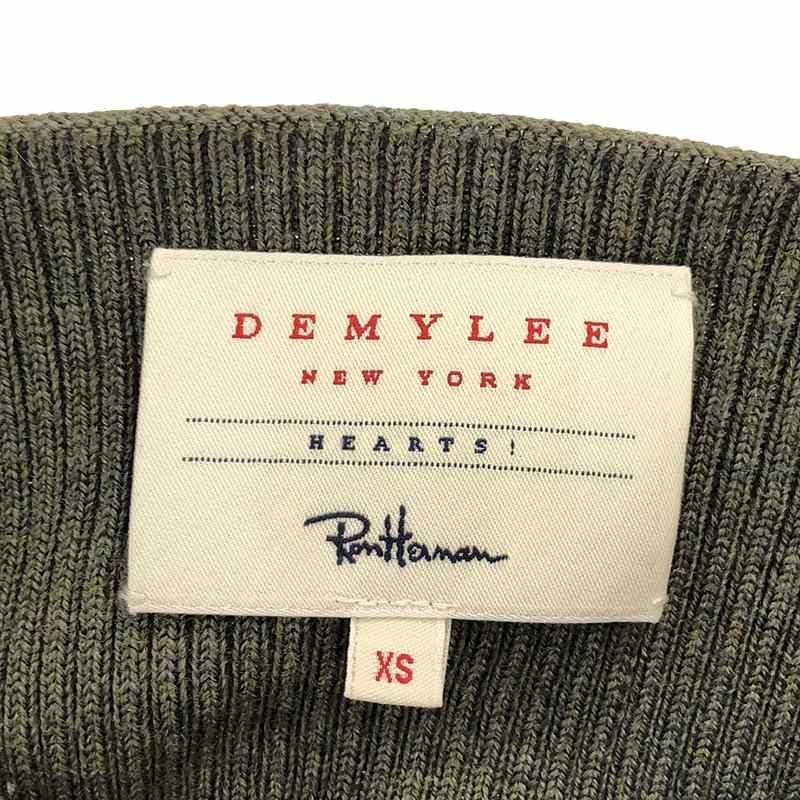 DEMYLEE
NEW YORK
HEARTS!
Ron Herman
XS